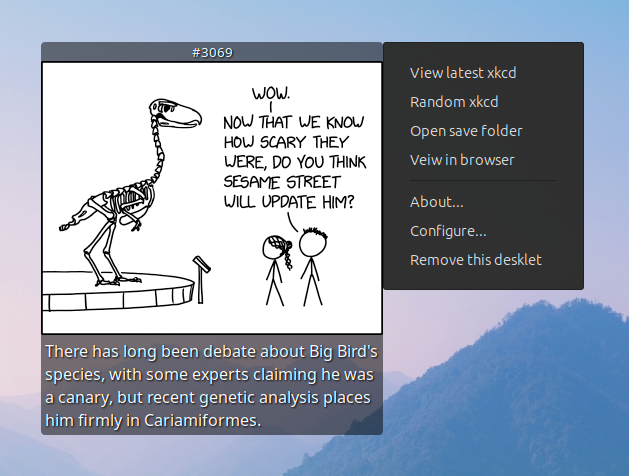 #3069
WOW.
NOW THAT WE KNOW
HOW SCARY THEY
WERE, DO YOU THINK
SESAME STREET
WILL UPDATE HIM?
There has long been debate about Big Bird's
species, with some experts claiming he was
a canary, but recent genetic analysis places
him firmly in Cariamiformes.
View latest xkcd
Random xkcd
Open save folder
Veiw in browser
About...
Configure...
Remove this desklet